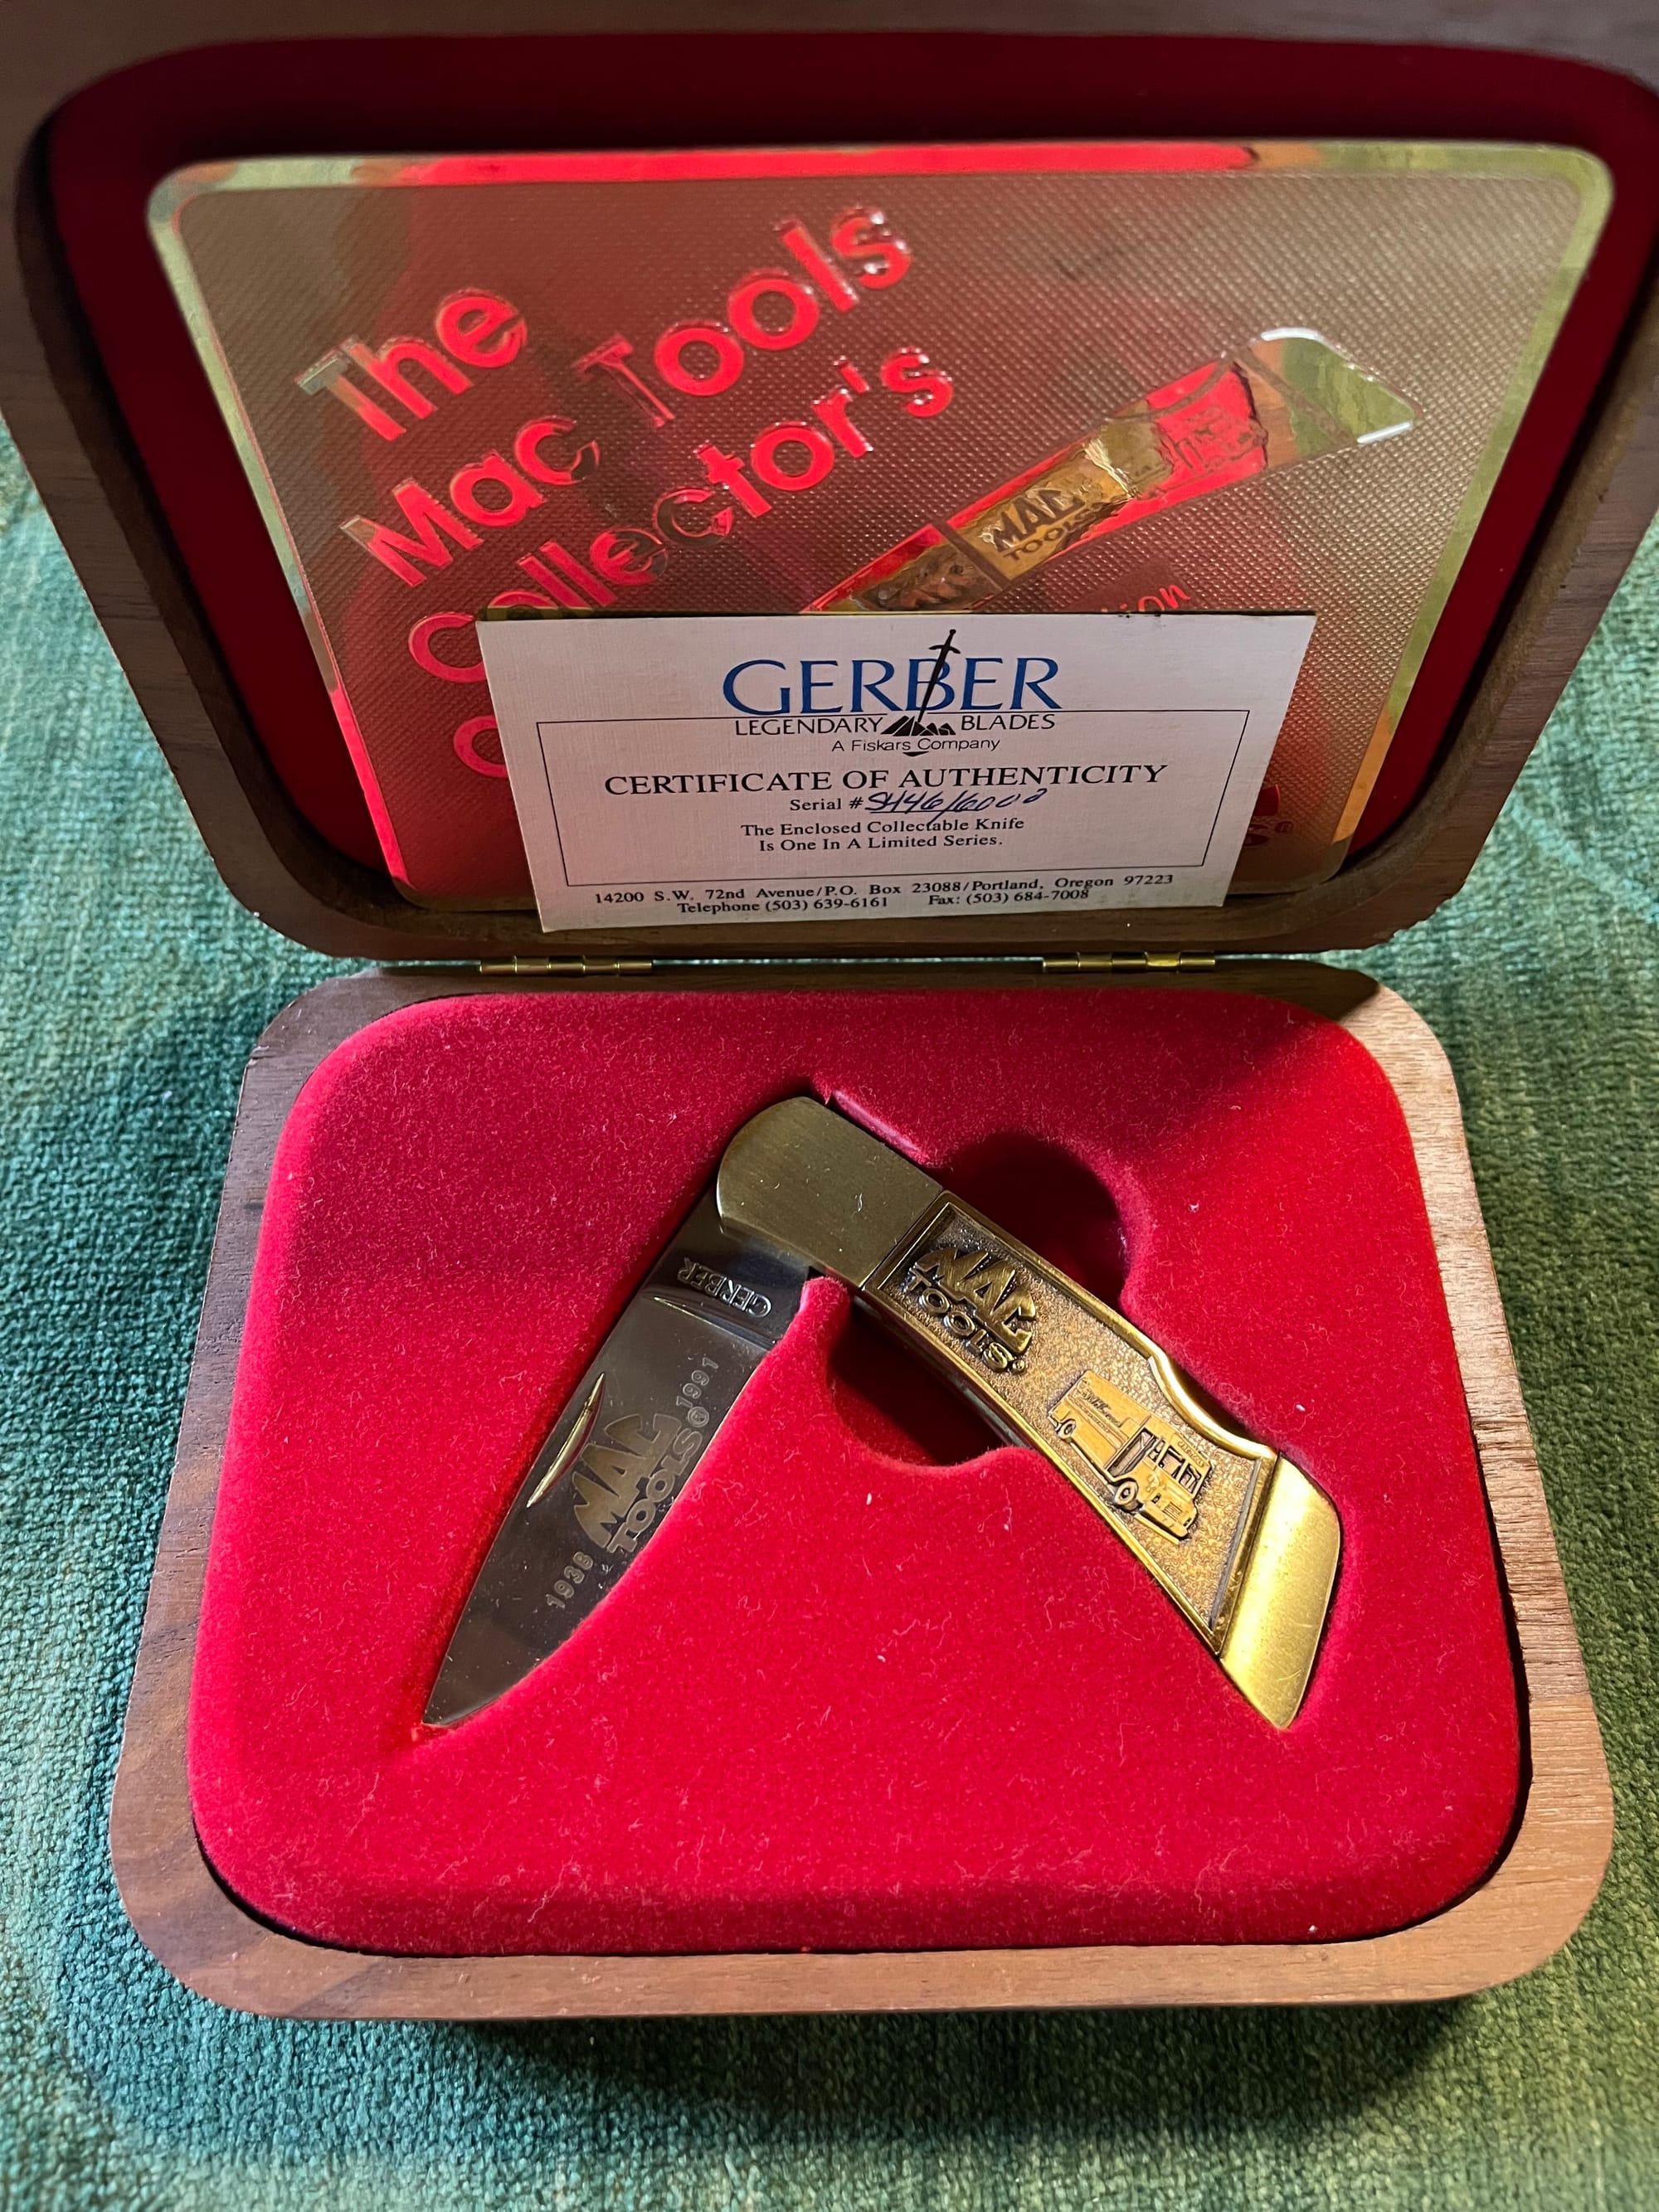 The
Mac Tools
Collector's
MAC
TOOLS
GERBER
LEGENDARY BLADES
A Fiskars Company
CERTIFICATE OF AUTHENTICITY
Serial #
The Enclosed Collectable Knife
Is One In A Limited Series.
14200 S.W. 72nd Avenue/P.O. Box 23088/Portland, Oregon 97223
Telephone (503) 639-6161 Fax: (503) 684-7008
GERBER
1938 MAC TOOLS® 1991
MAC
TOOLS®